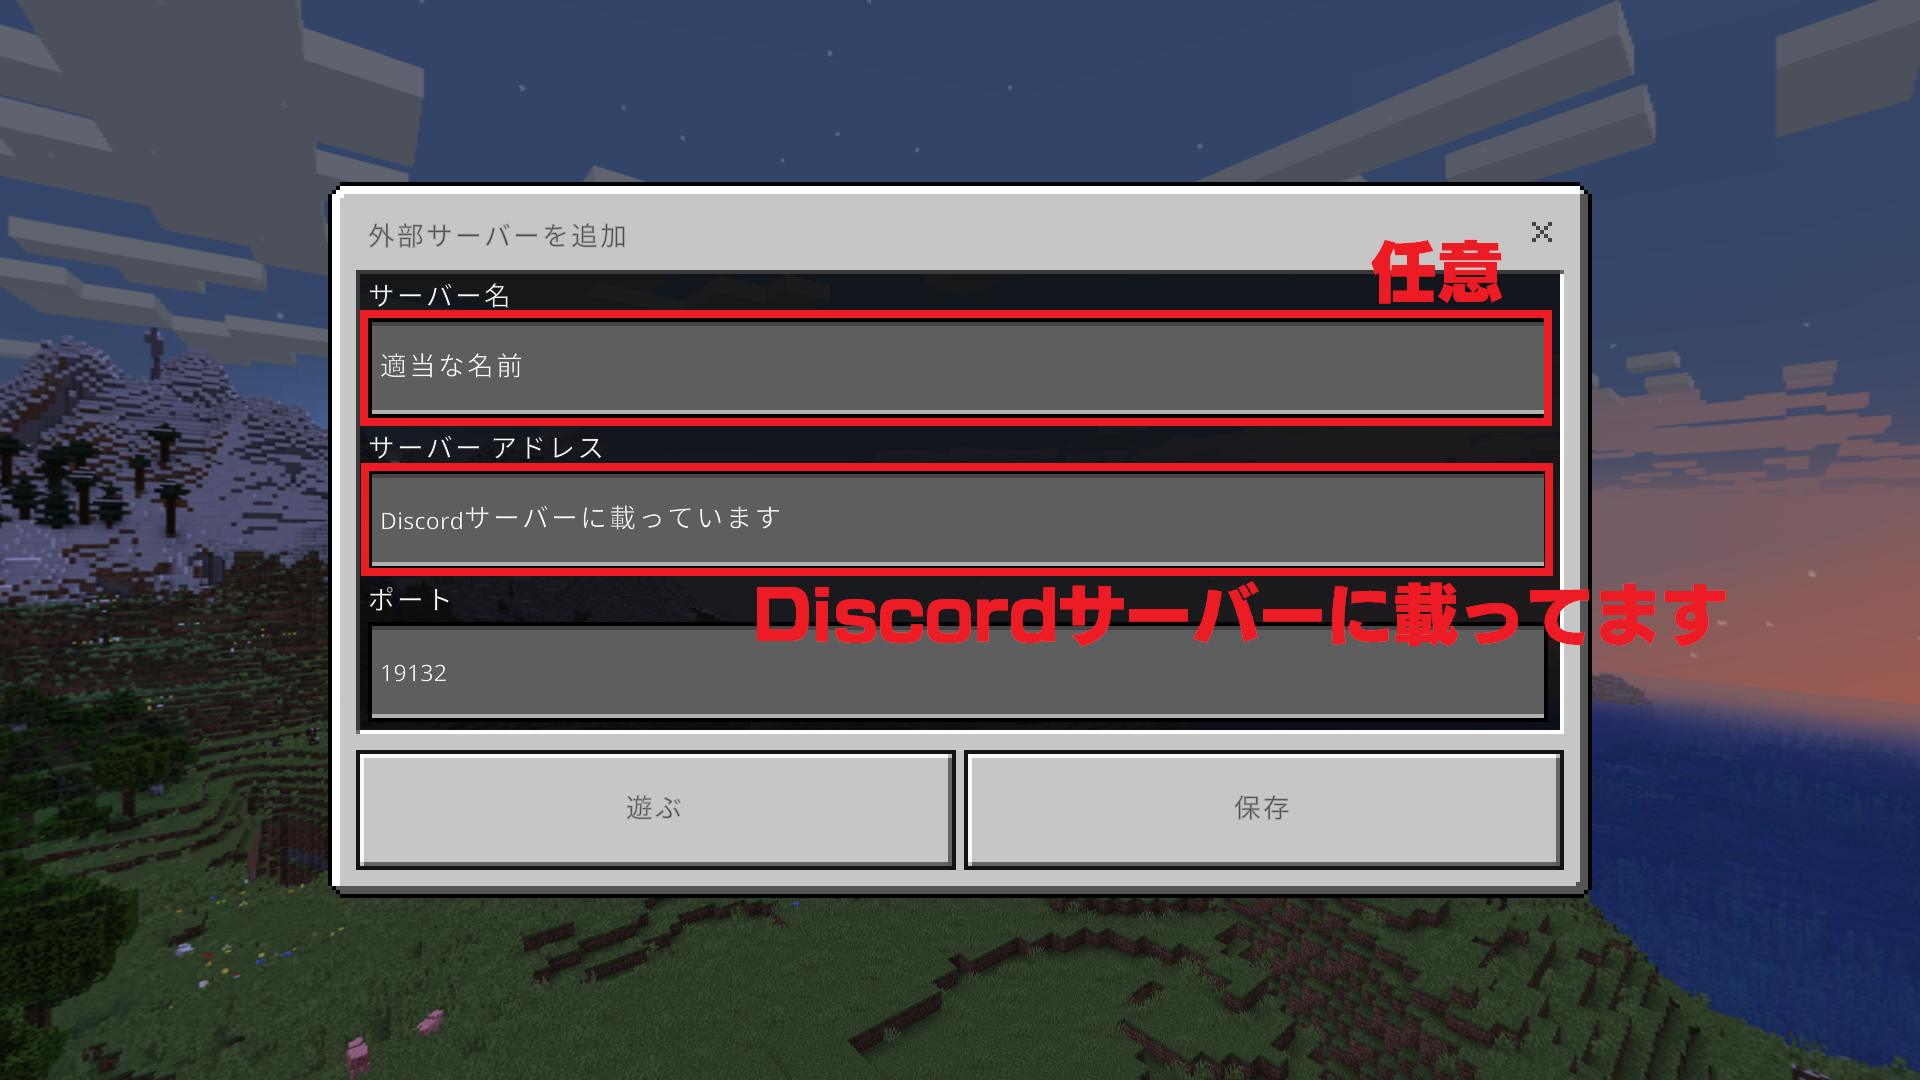 外部サーバーを追加
任意
サーバー名
適当な名前
サーバー アドレス
Discordサーバーに載っています
Discordサーバーに載ってます
ポート
19132
遊ぶ
保存